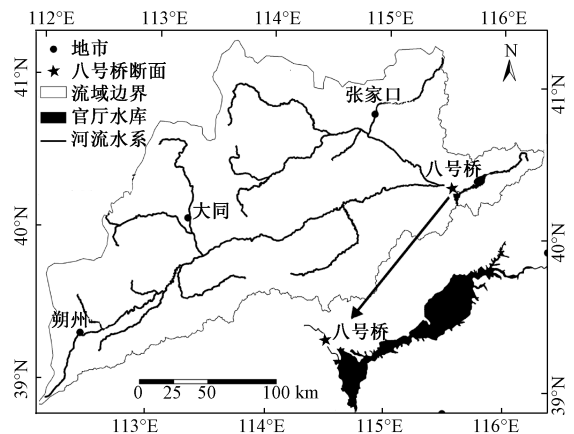 112°E
113°E
114°E
115°E
116°E
地市
八号桥断面
流域边界
官厅水库
河流水系
N
41°N
41°N
张家口
八号桥
大同
40°N
40°N
朔州
八号桥
39°N
39°N
0 25 50 100 km
113°E
114°E
115°E
116°E